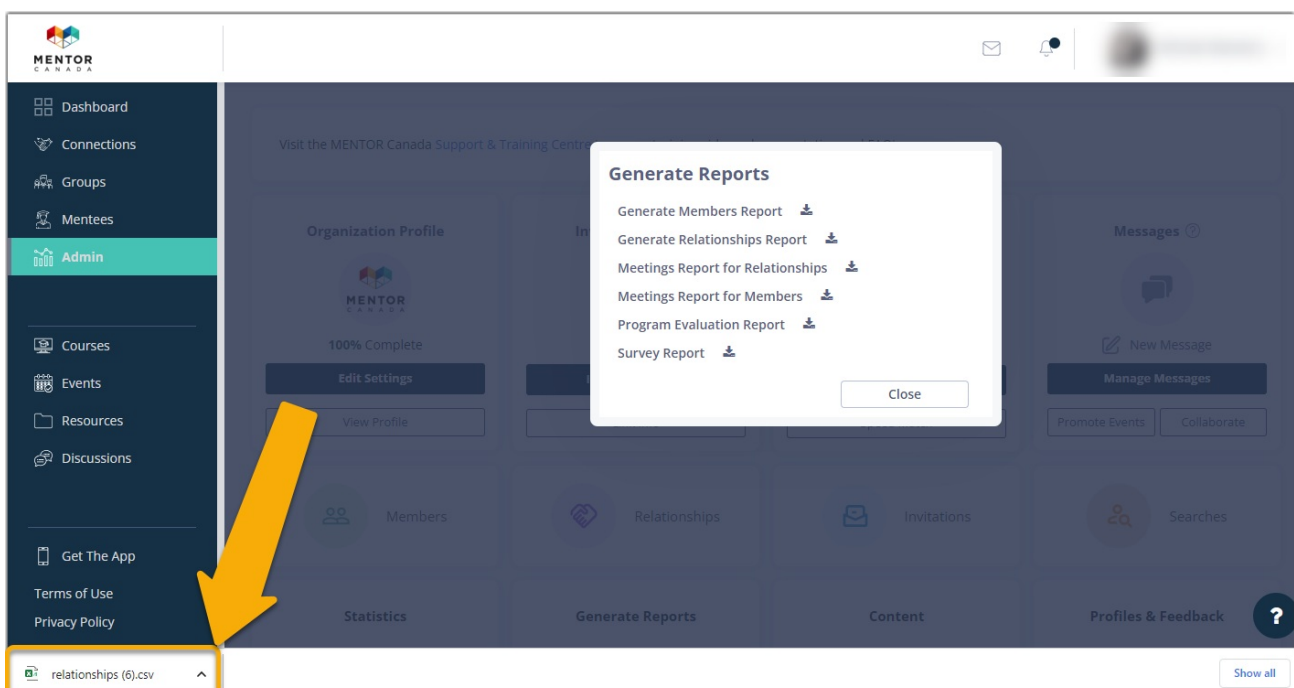 MENTOR
CANADA
Dashboard
Connections
Groups
Mentees
Admin
Courses
Events
Resources
Discussions
Get The App
Terms of Use
Privacy Policy
Visit the MENTOR Canada Support & Training Centre
Generate Reports
Generate Members Report
Generate Relationships Report
Meetings Report for Relationships
Meetings Report for Members
Program Evaluation Report
Survey Report
Close
Organization Profile
MENTOR
CANADA
100% Complete
Edit Settings
View Profile
Messages
New Message
Manage Messages
Promote Events
Collaborate
Members
Relationships
Invitations
Searches
Statistics
Generate Reports
Content
Profiles & Feedback
?
relationships (6).csv
Show all